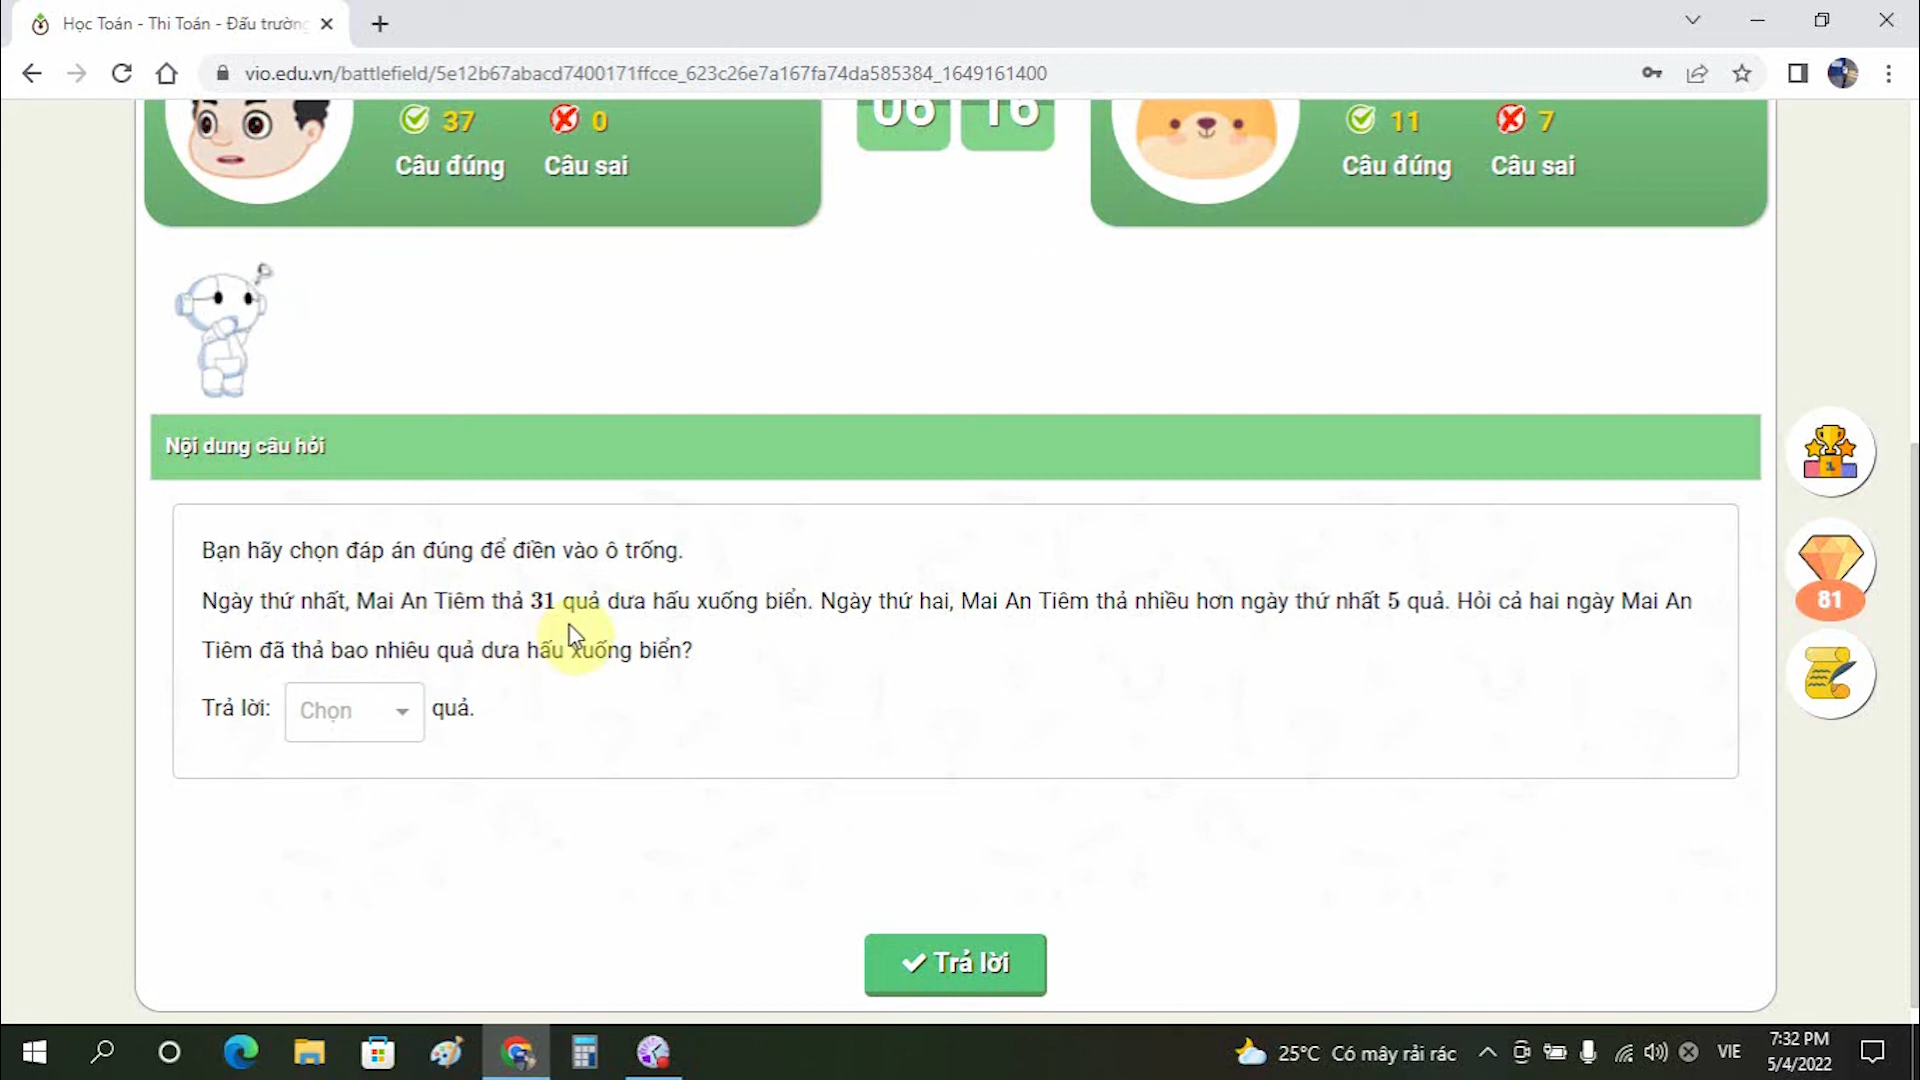 Học Toán - Thi Toán - Đấu trường
vio.edu.vn/battlefield/5e12b67abacd7400171ffcce_623c26e7a167fa74da585384_1649161400
37 0 06 16 11 7
Câu đúng Câu sai Câu đúng Câu sai
Nội dung câu hỏi
Bạn hãy chọn đáp án đúng để điền vào ô trống.
Ngày thứ nhất, Mai An Tiêm thả 31 quả dưa hấu xuống biển. Ngày thứ hai, Mai An Tiêm thả nhiều hơn ngày thứ nhất 5 quả. Hỏi cả hai ngày Mai An
Tiêm đã thả bao nhiêu quả dưa hấu xuống biển?
Trả lời: Chọn quả.
1
81
Trả lời
25°C Có mây rải rác VIE 7:32 PM
5/4/2022